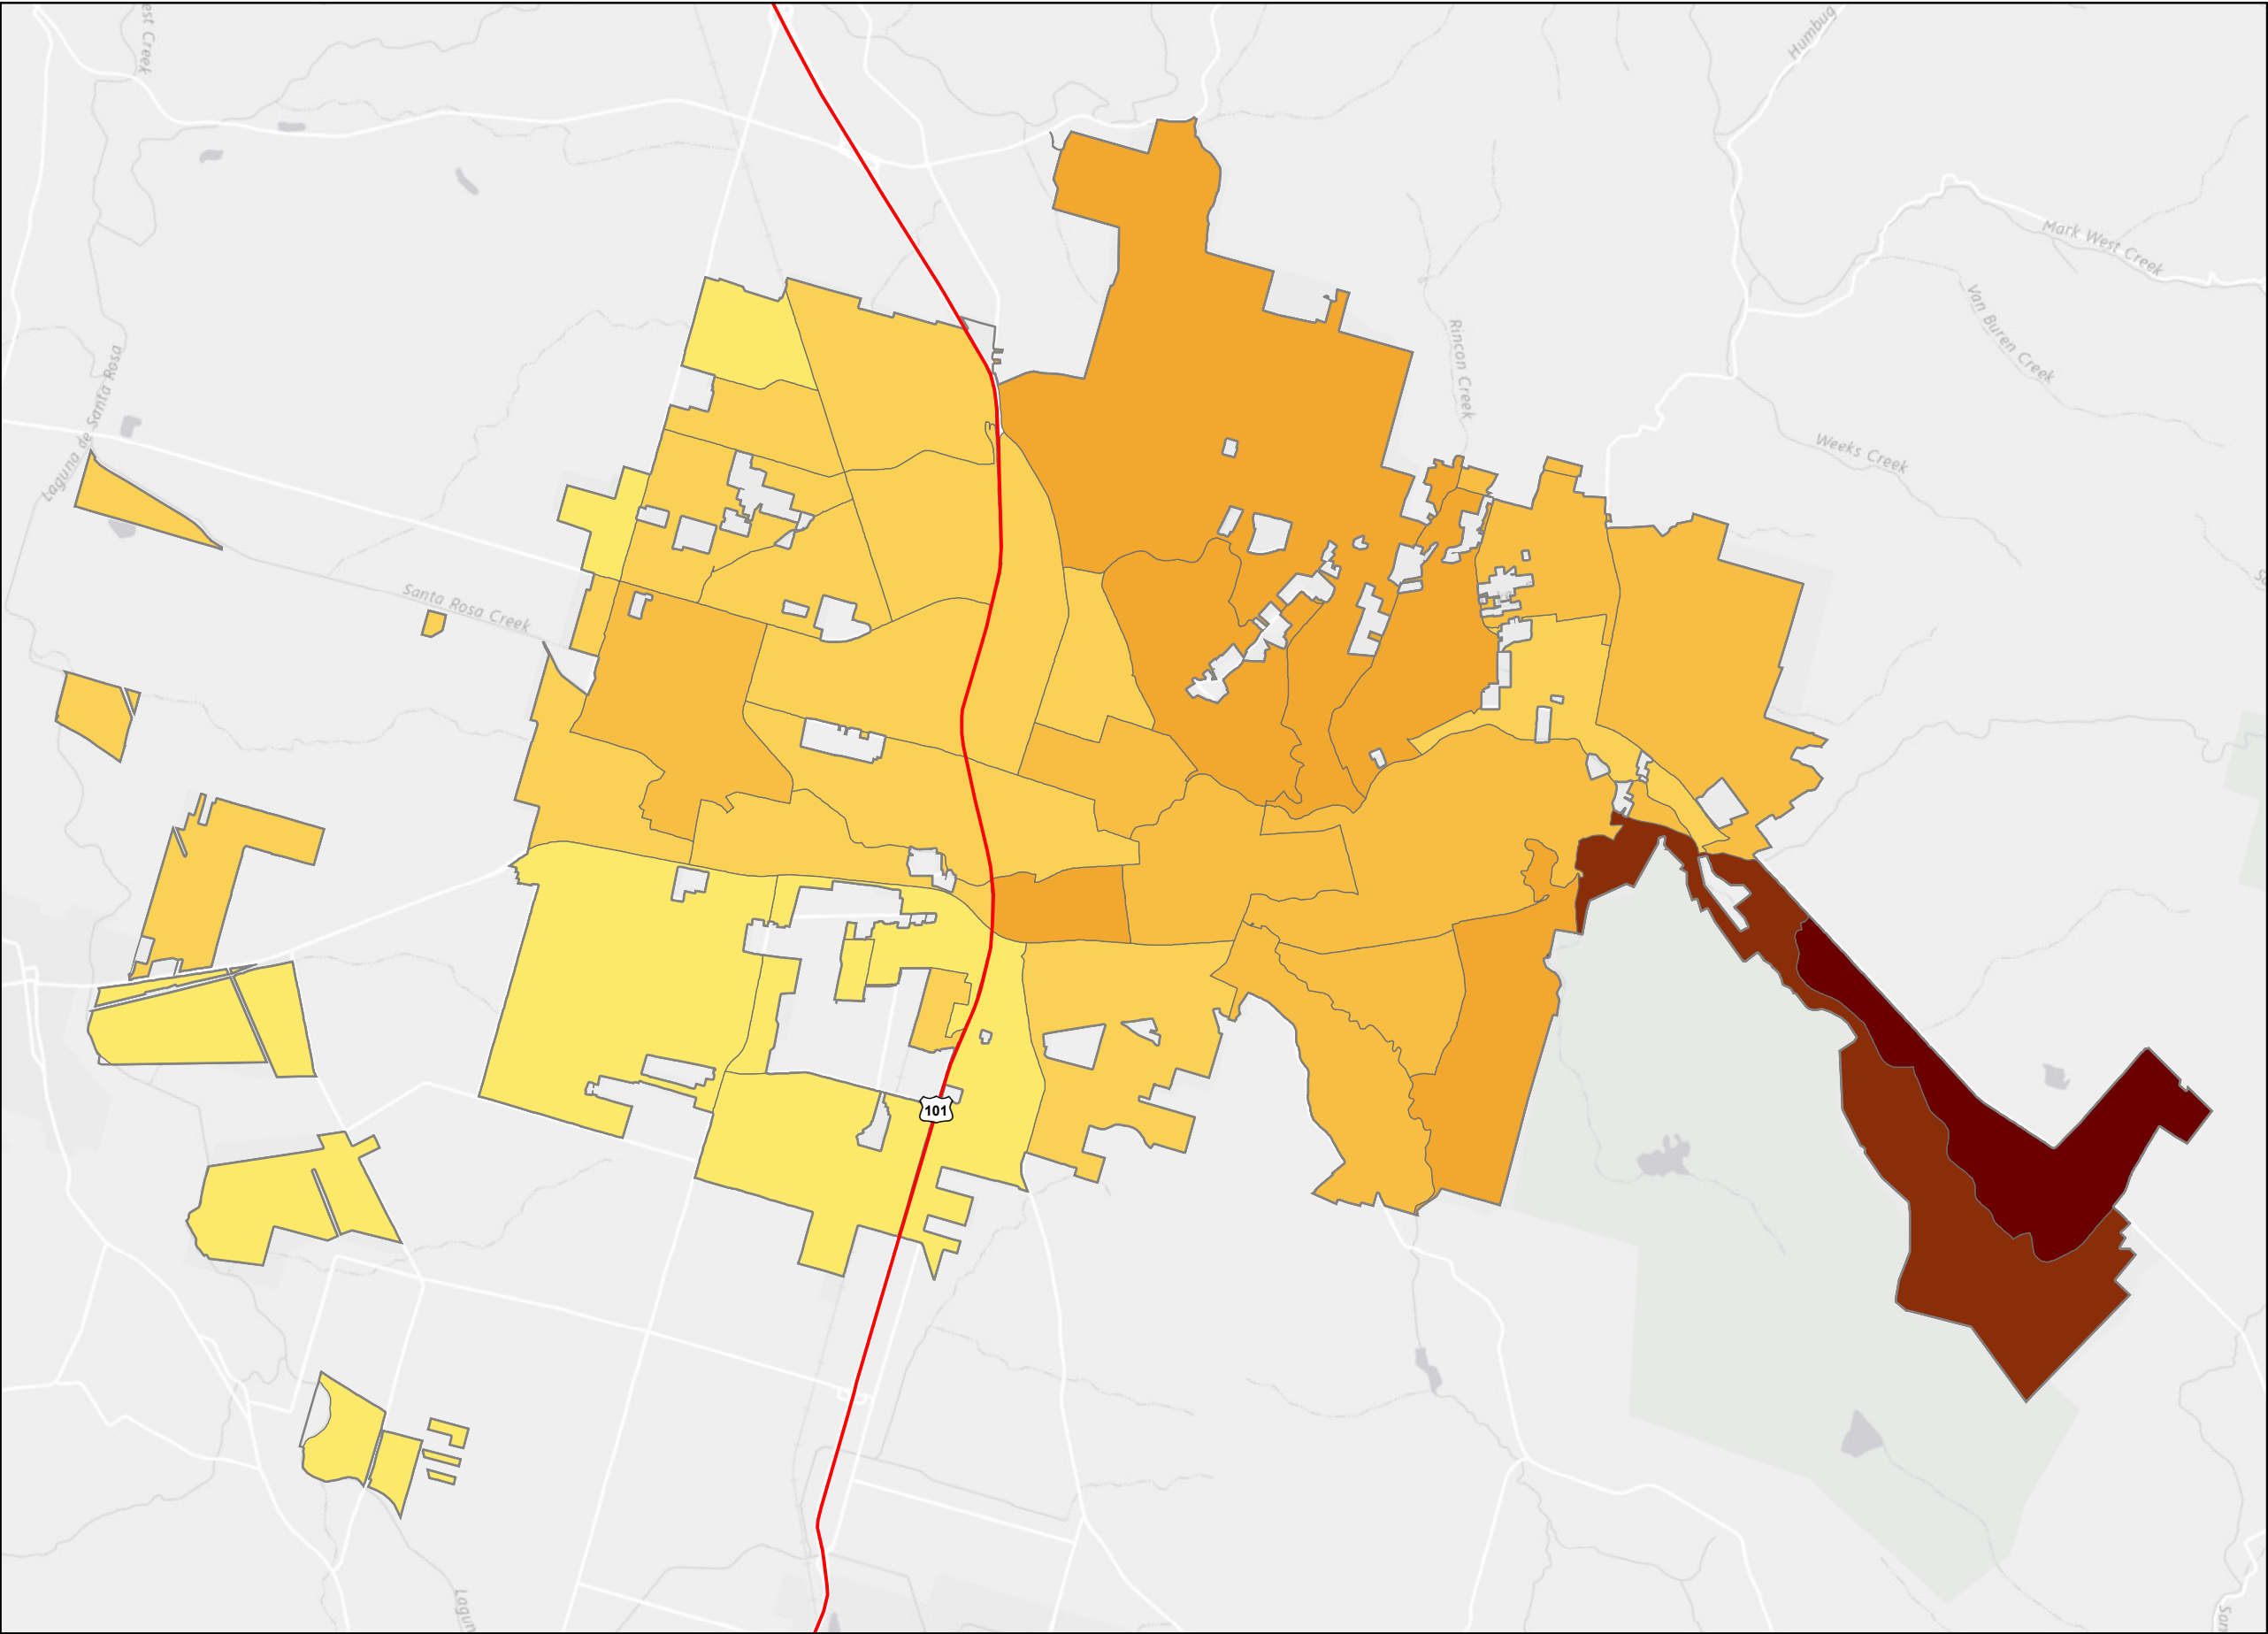 est Creek
Humbug
Mark West Creek
Van Buren Creek
Rincon Creek
Laguna de Santa Rosa
Weeks Creek
Santa Rosa Creek
101
Lagun